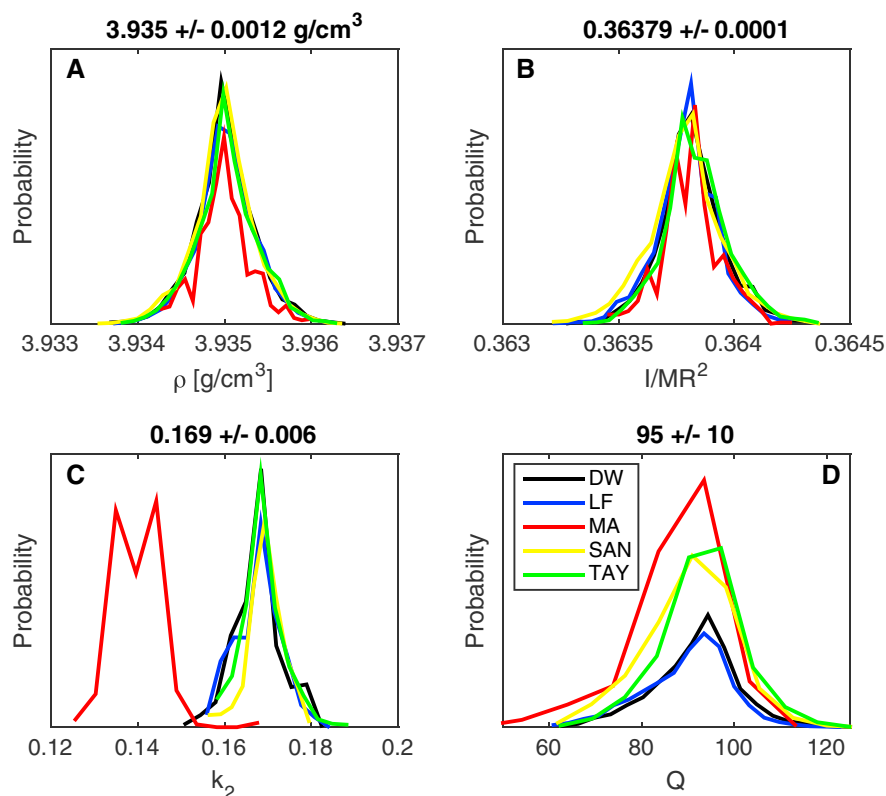 3.935 +/- 0.0012 g/cm³
A
Probability
3.933 3.934 3.935 3.936 3.937
ρ [g/cm³]
0.36379 +/- 0.0001
B
Probability
0.363 0.3635 0.364 0.3645
I/MR²
0.169 +/- 0.006
C
Probability
0.12 0.14 0.16 0.18 0.2
k₂
95 +/- 10
D
DW
LF
MA
SAN
TAY
Probability
60 80 100 120
Q